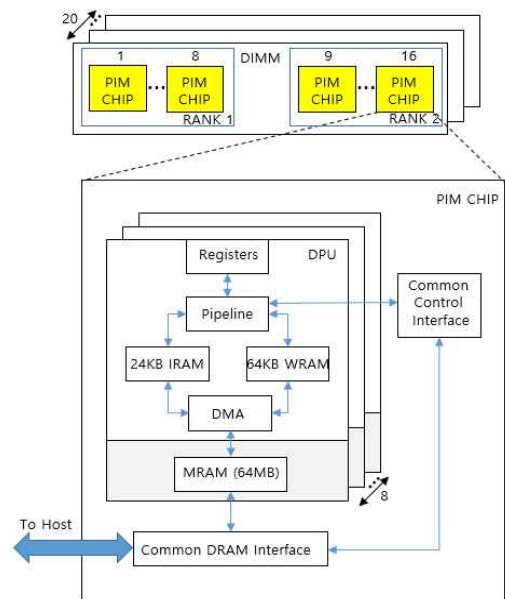 20
1 8 DIMM 9 16
PIM
CHIP
PIM
CHIP
PIM
CHIP
PIM
CHIP
RANK 1
RANK 2
PIM CHIP
Registers
DPU
Pipeline
Common
Control
Interface
24KB IRAM
64KB WRAM
DMA
MRAM (64MB)
8
To Host
Common DRAM Interface